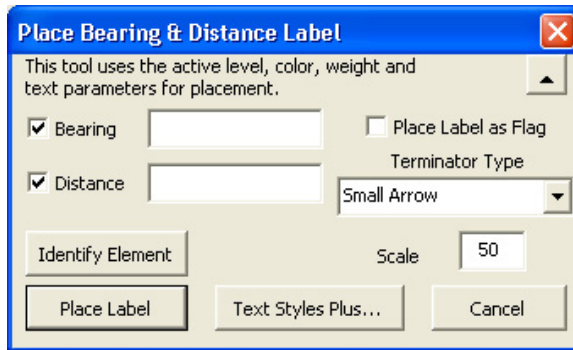 Place Bearing & Distance Label
This tool uses the active level, color, weight and
text parameters for placement.
Bearing
Place Label as Flag
Terminator Type
Distance
Small Arrow
Identify Element
Scale
50
Place Label
Text Styles Plus...
Cancel